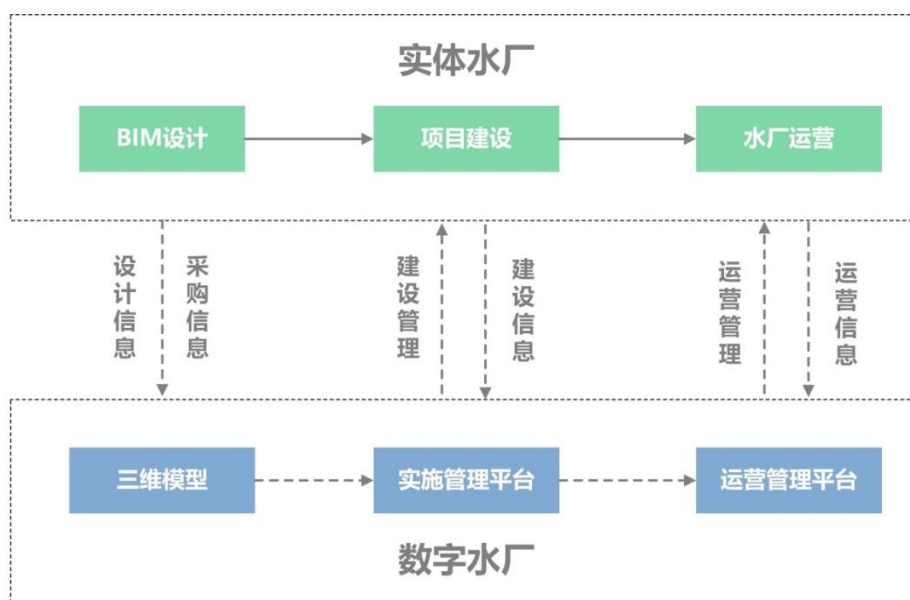 实体水厂
BIM设计
项目建设
水厂运营
设计信息
采购信息
建设管理
建设信息
运营管理
运营信息
三维模型
实施管理平台
运营管理平台
数字水厂